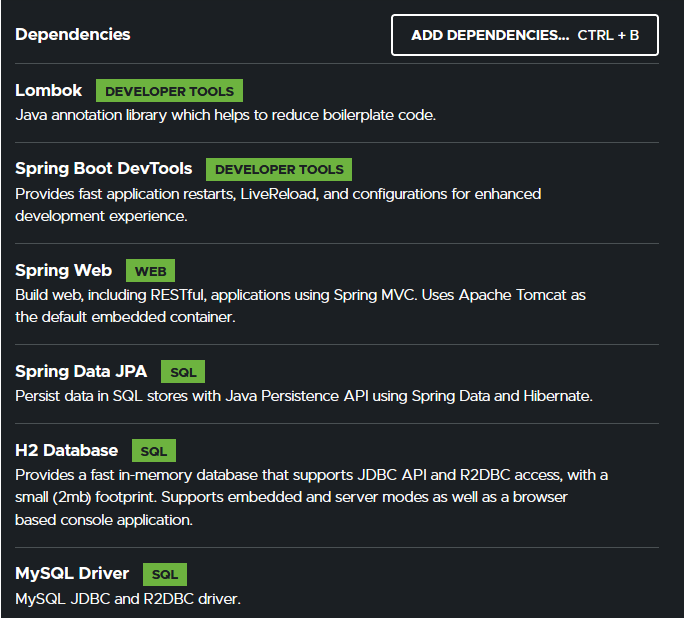 Dependencies
ADD DEPENDENCIES... CTRL + B
Lombok DEVELOPER TOOLS
Java annotation library which helps to reduce boilerplate code.
Spring Boot DevTools DEVELOPER TOOLS
Provides fast application restarts, LiveReload, and configurations for enhanced
development experience.
Spring Web WEB
Build web, including RESTful, applications using Spring MVC. Uses Apache Tomcat as
the default embedded container.
Spring Data JPA SQL
Persist data in SQL stores with Java Persistence API using Spring Data and Hibernate.
H2 Database SQL
Provides a fast in-memory database that supports JDBC API and R2DBC access, with a
small (2mb) footprint. Supports embedded and server modes as well as a browser
based console application.
MySQL Driver SQL
MySQL JDBC and R2DBC driver.